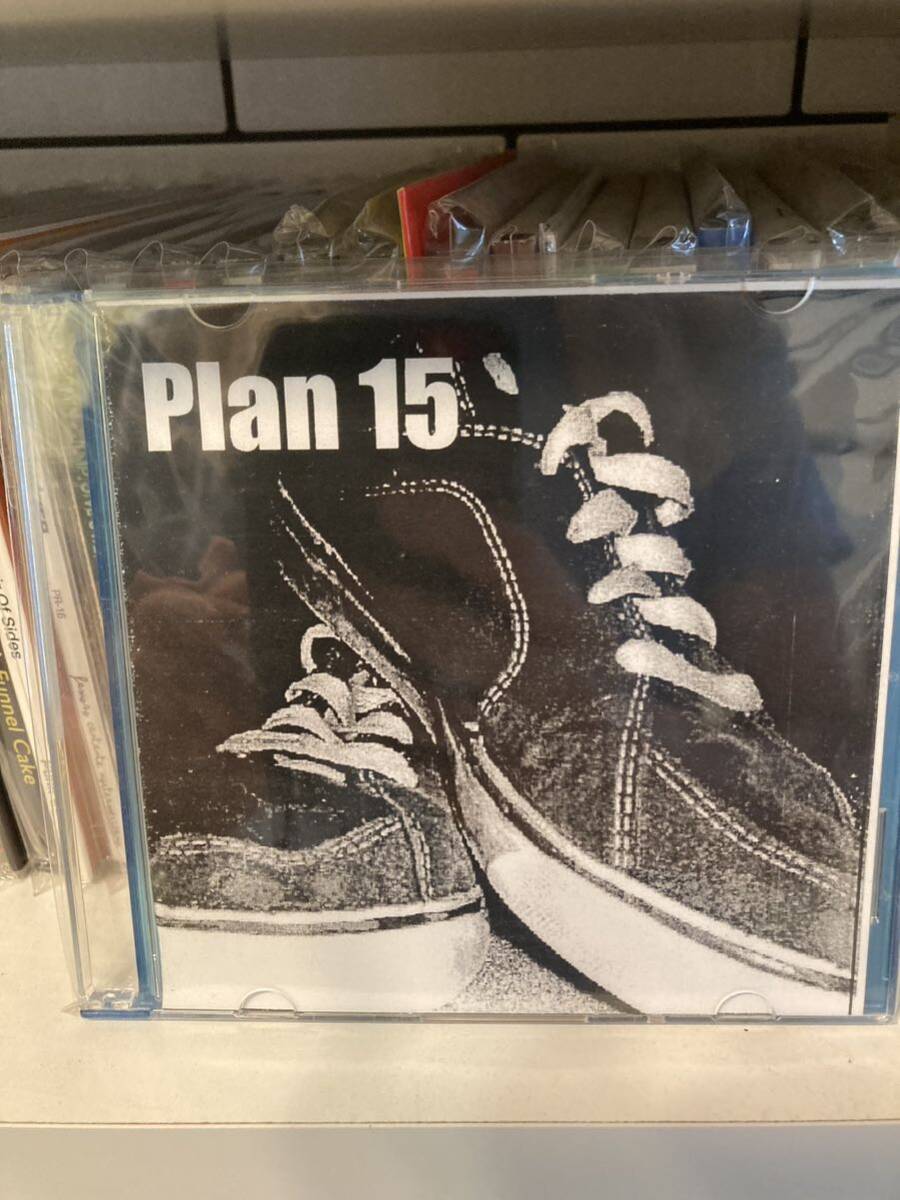 Plan 15
Of Sides
Funnel Cake
PR-16